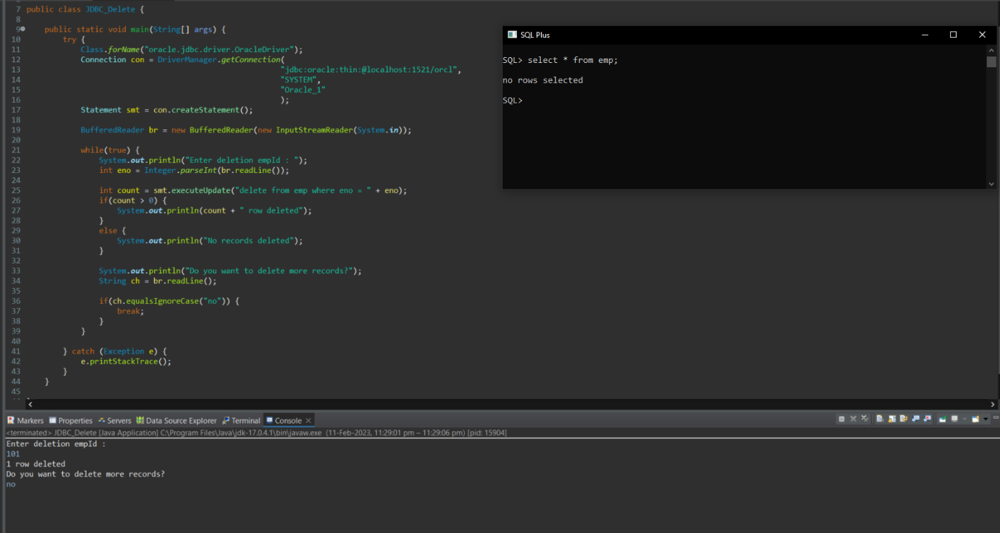 7 public class JDBC_Delete {
8
9 public static void main(String[] args) {
10 try {
11 Class.forName("oracle.jdbc.driver.OracleDriver");
12 Connection con = DriverManager.getConnection(
13 "jdbc:oracle:thin:@localhost:1521/orcl",
14 "SYSTEM",
15 "Oracle_1"
16 );
17 Statement smt = con.createStatement();
18
19 BufferedReader br = new BufferedReader(new InputStreamReader(System.in));
20
21 while(true) {
22 System.out.println("Enter deletion empId : ");
23 int eno = Integer.parseInt(br.readLine());
24
25 int count = smt.executeUpdate("delete from emp where eno = " + eno);
26 if(count > 0) {
27 System.out.println(count + " row deleted");
28 }
29 else {
30 System.out.println("No records deleted");
31 }
32
33 System.out.println("Do you want to delete more records?");
34 String ch = br.readLine();
35
36 if(ch.equalsIgnoreCase("no")) {
37 break;
38 }
39 }
40
41 } catch (Exception e) {
42 e.printStackTrace();
43 }
44 }
45
SQL Plus
SQL> select * from emp;
no rows selected
SQL>
Markers Properties Servers Data Source Explorer Terminal Console
<terminated> JDBC_Delete [Java Application] C:\Program Files\Java\jdk-17.0.4.1\bin\javaw.exe (11-Feb-2023, 11:29:01 pm – 11:29:06 pm) [pid: 15904]
Enter deletion empId :
101
1 row deleted
Do you want to delete more records?
no